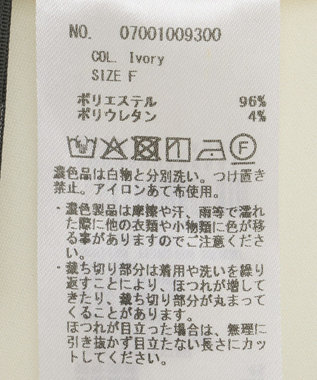 NO. 07001009300
COL. Ivory
SIZE F
ポリエステル 96%
ポリウレタン 4%
F
濃色品は白物と分別洗い。つけ置き
禁止。アイロンあて布使用。
・濃色製品は摩擦や汗、雨等で濡れ
た際に他の衣類や小物類に色が移
る事がありますのでご注意くださ
い。
・裁ち切り部分は着用や洗いを繰り
返すことにより、ほつれが増して
きたり、裁ち切り部分が丸まって
くることがあります。
ほつれが目立った場合は、無理に
引き抜かず目立たない長さにカッ
トしてください。